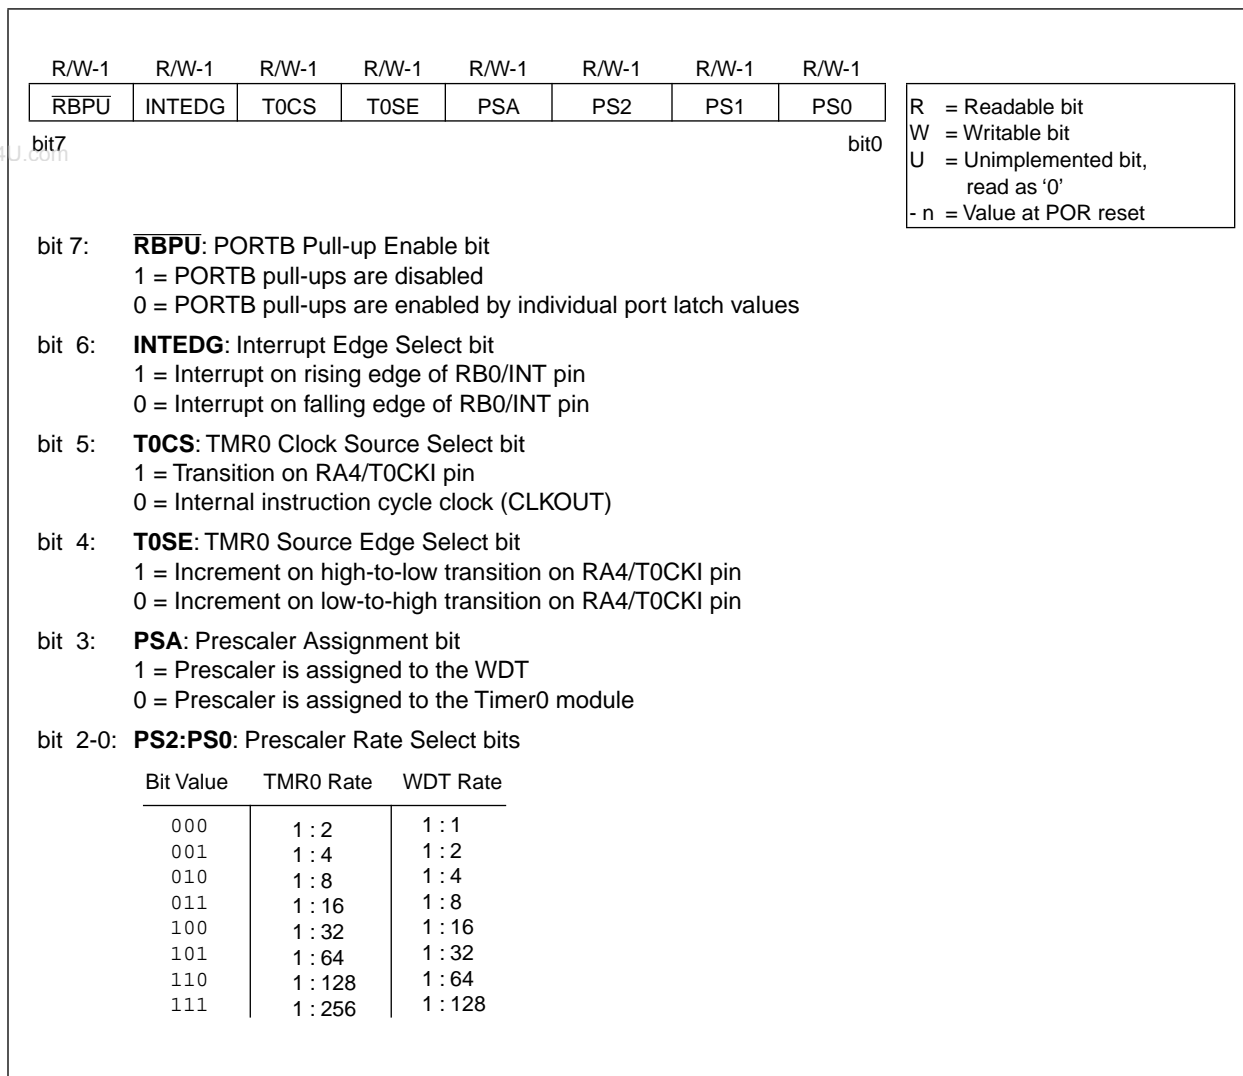 R/W-1 R/W-1 R/W-1 R/W-1 R/W-1 R/W-1 R/W-1 R/W-1
RBPU INTEDG T0CS T0SE PSA PS2 PS1 PS0
bit7 bit0
4U.com
R = Readable bit
W = Writable bit
U = Unimplemented bit,
read as ‘0’
- n = Value at POR reset
bit 7: RBPU: PORTB Pull-up Enable bit
1 = PORTB pull-ups are disabled
0 = PORTB pull-ups are enabled by individual port latch values
bit 6: INTEDG: Interrupt Edge Select bit
1 = Interrupt on rising edge of RB0/INT pin
0 = Interrupt on falling edge of RB0/INT pin
bit 5: T0CS: TMR0 Clock Source Select bit
1 = Transition on RA4/T0CKI pin
0 = Internal instruction cycle clock (CLKOUT)
bit 4: T0SE: TMR0 Source Edge Select bit
1 = Increment on high-to-low transition on RA4/T0CKI pin
0 = Increment on low-to-high transition on RA4/T0CKI pin
bit 3: PSA: Prescaler Assignment bit
1 = Prescaler is assigned to the WDT
0 = Prescaler is assigned to the Timer0 module
bit 2-0: PS2:PS0: Prescaler Rate Select bits
Bit Value TMR0 Rate WDT Rate
000 1 : 2 1 : 1
001 1 : 4 1 : 2
010 1 : 8 1 : 4
011 1 : 16 1 : 8
100 1 : 32 1 : 16
101 1 : 64 1 : 32
110 1 : 128 1 : 64
111 1 : 256 1 : 128